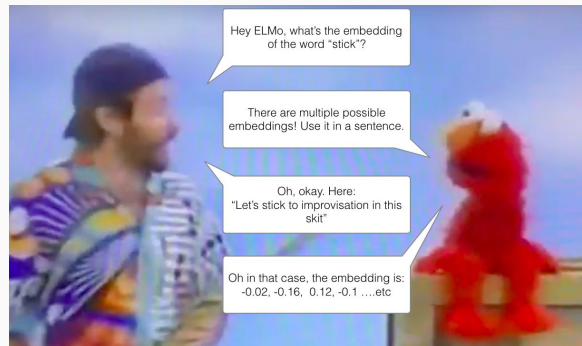 Hey ELMo, what's the embedding
of the word "stick"?
There are multiple possible
embeddings! Use it in a sentence.
Oh, okay. Here:
"Let's stick to improvisation in this
skit"
Oh in that case, the embedding is:
-0.02, -0.16, 0.12, -0.1 ....etc